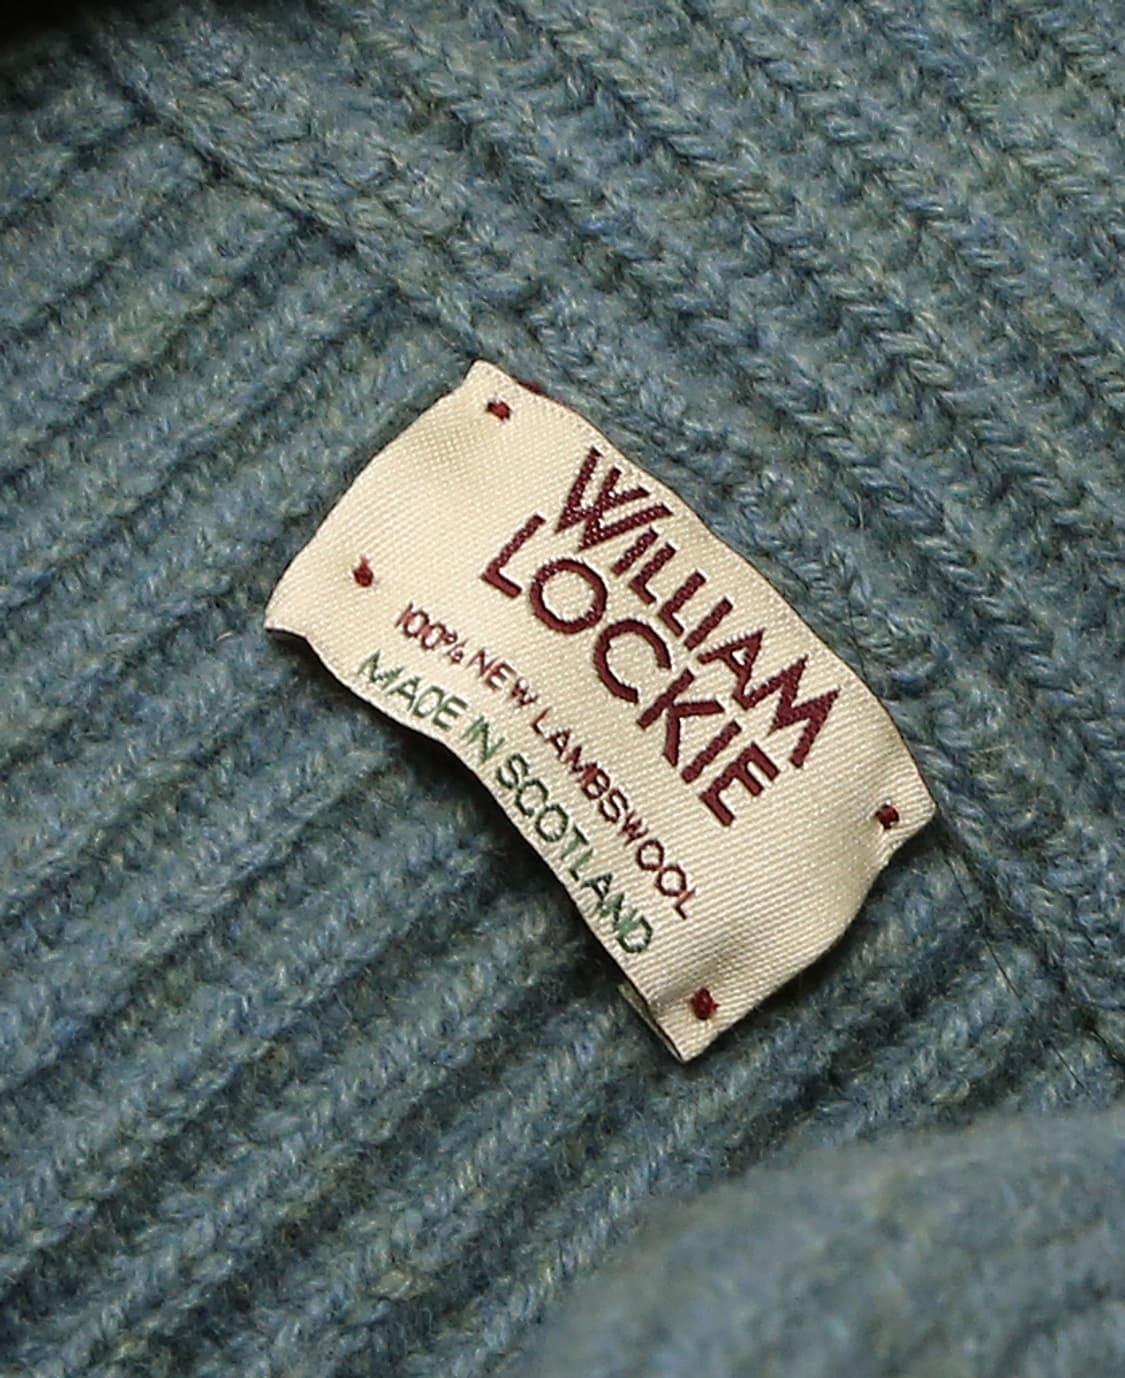 WILLIAM
LOCKIE
100% NEW LAMBSWOOL
MADE IN SCOTLAND